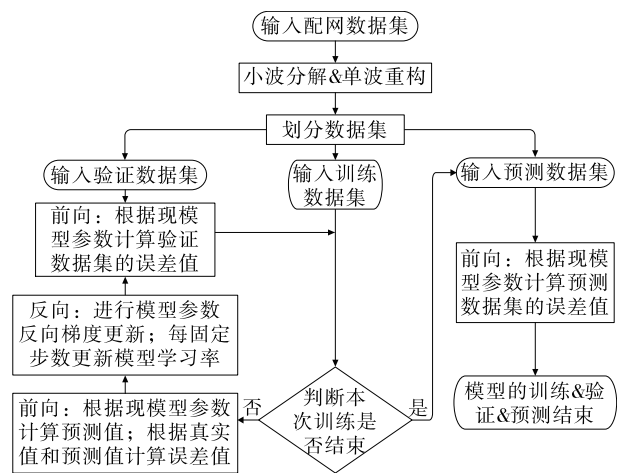 输入配网数据集
小波分解&单波重构
划分数据集
输入验证数据集
输入训练
数据集
输入预测数据集
前向：根据现模
型参数计算验证
数据集的误差值
前向：根据现模
型参数计算预测
数据集的误差值
反向：进行模型参数
反向梯度更新；每固定
步数更新模型学习率
前向：根据现模型参数
计算预测值；根据真实
值和预测值计算误差值
否
判断本
次训练是
否结束
是
模型的训练&验
证&预测结束